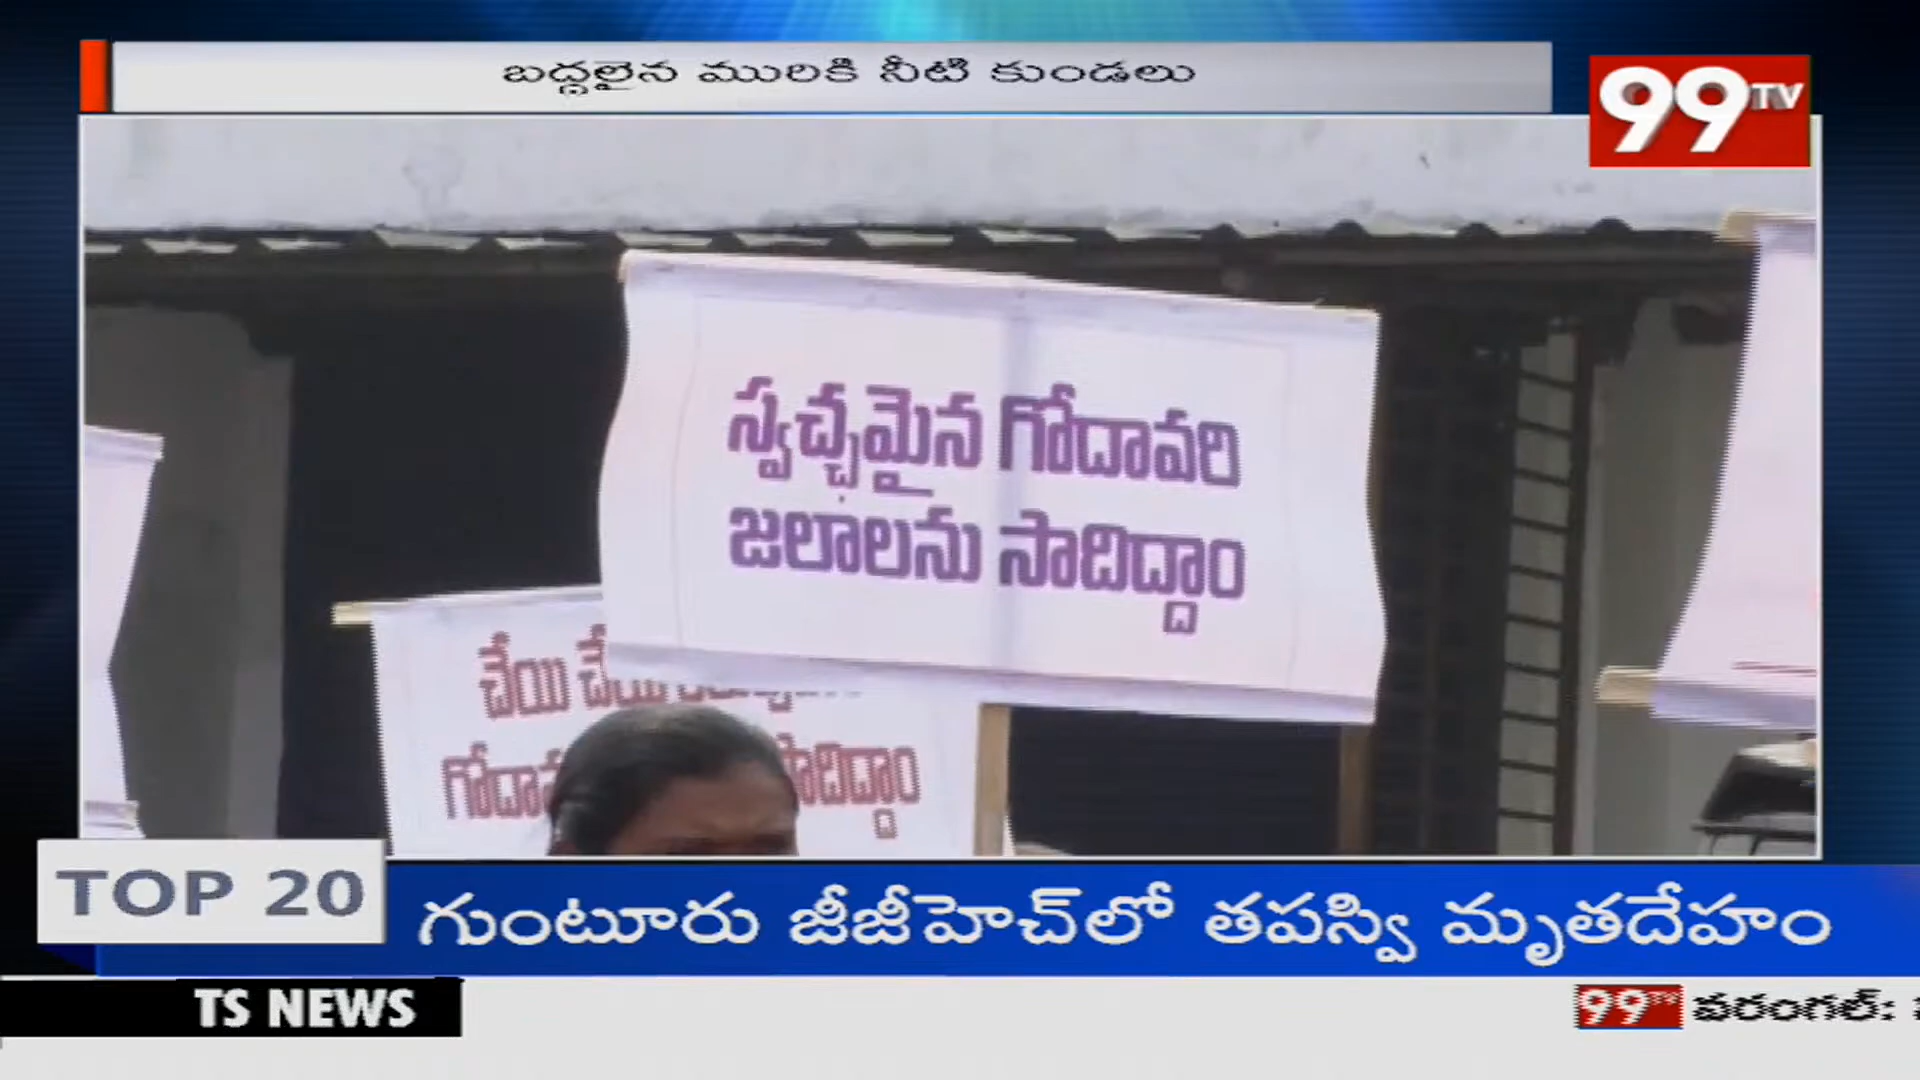 బద్దలైన మురికి నీటి కుండలు
99TV
స్వచ్ఛమైన గోదావరి
జలాలను సాదిద్దాం
చేయి చేయి
సాదిద్దాం
TOP 20
గుంటూరు జీజీహెచ్‌లో తపస్వి మృతదేహం
TS NEWS
99TV వరంగల్: